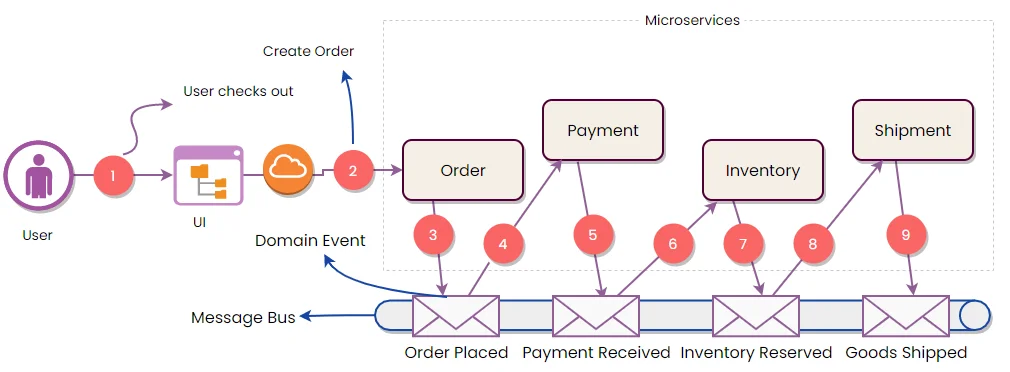 Microservices
Create Order
User checks out
Payment
Shipment
Order
Inventory
1
2
UI
User
3
4
5
6
7
8
9
Domain Event
Message Bus
Order Placed
Payment Received
Inventory Reserved
Goods Shipped